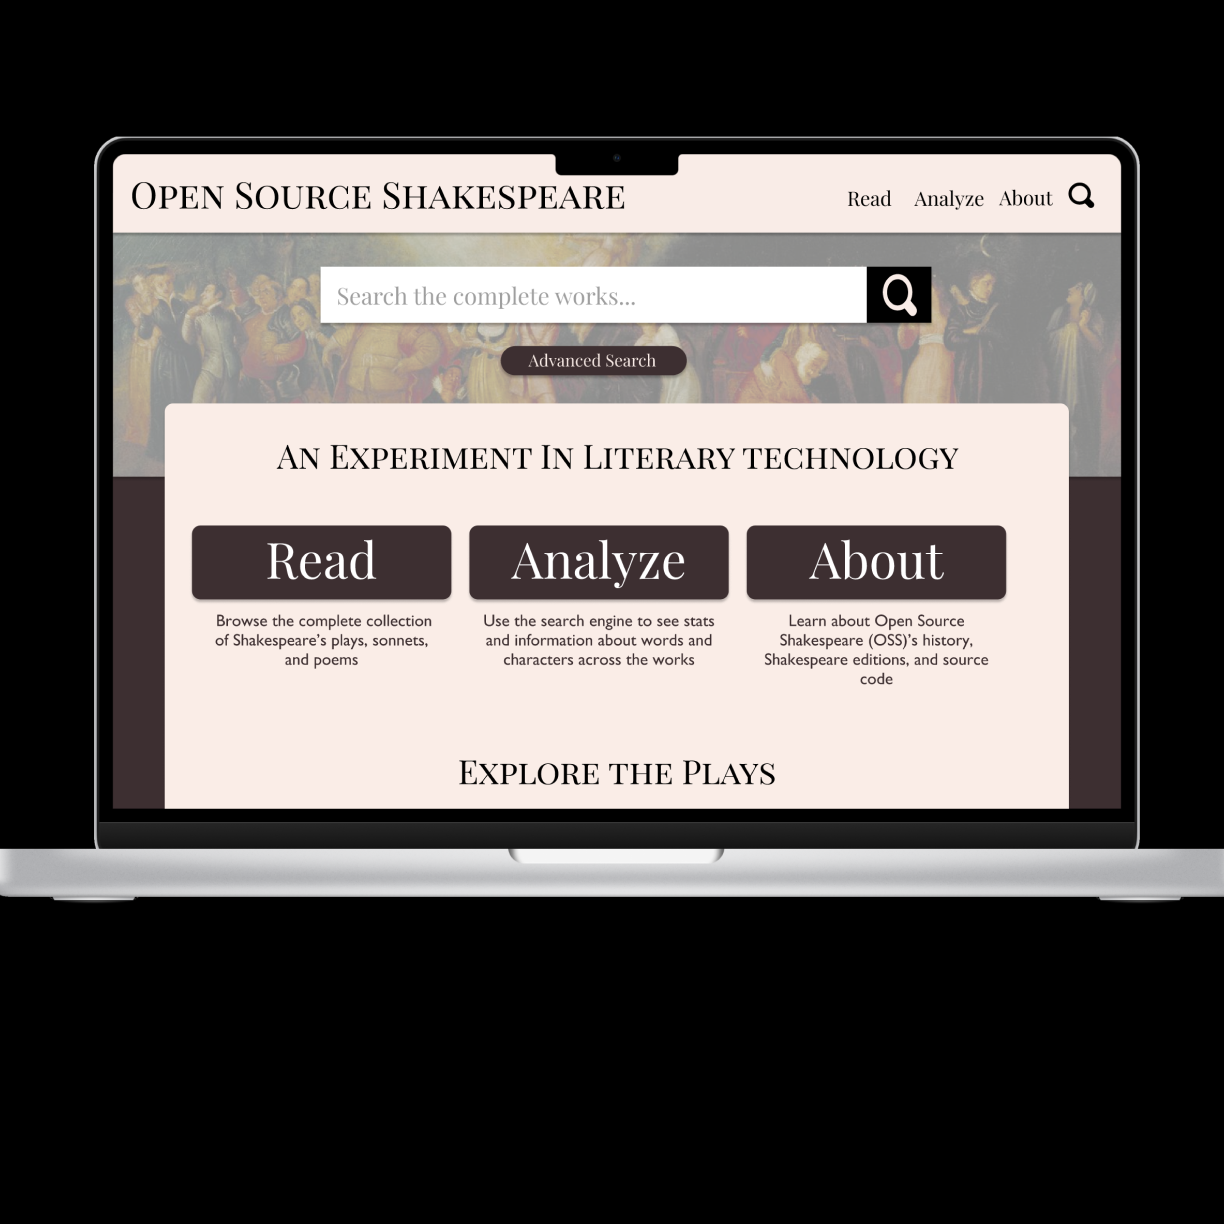 Open Source Shakespeare
Read Analyze About
Search the complete works...
Advanced Search
An Experiment In Literary technology
Read
Browse the complete collection
of Shakespeare's plays, sonnets,
and poems
Analyze
Use the search engine to see stats
and information about words and
characters across the works
About
Learn about Open Source
Shakespeare (OSS)'s history,
Shakespeare editions, and source
code
Explore the Plays